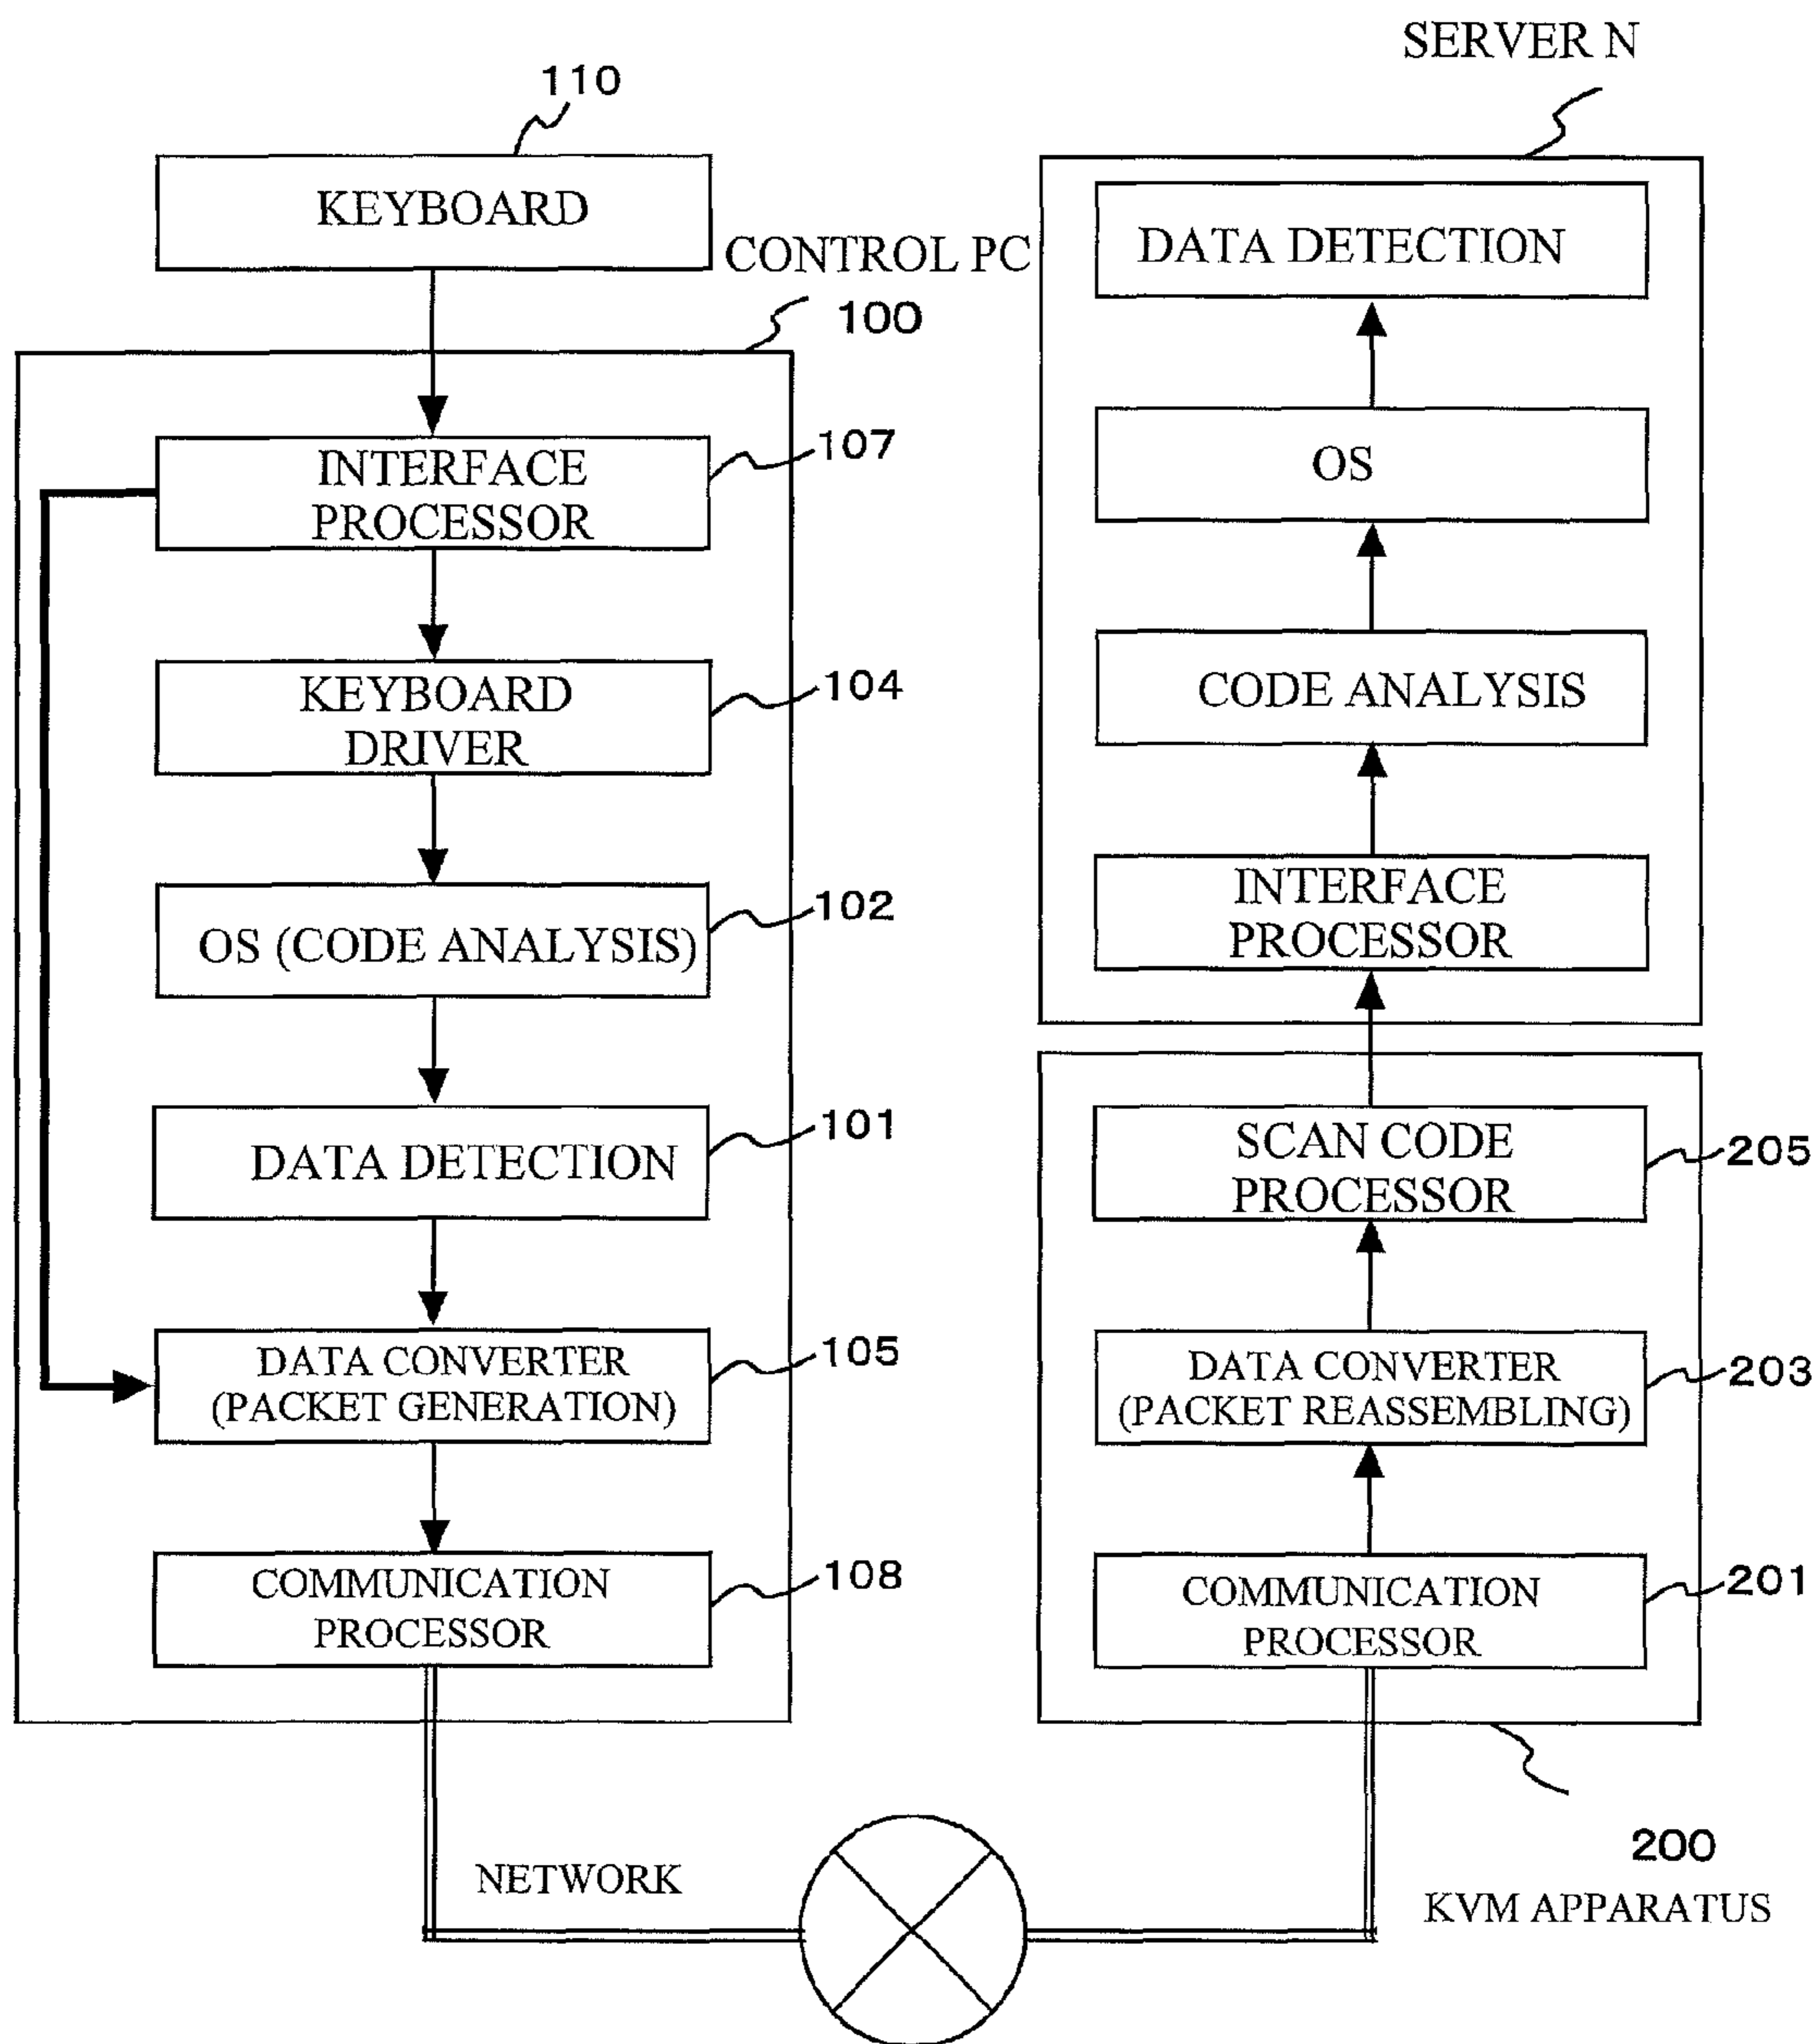 SERVER N
110
KEYBOARD
CONTROL PC
100
INTERFACE
PROCESSOR
107
KEYBOARD
DRIVER
104
OS (CODE ANALYSIS)
102
DATA DETECTION
101
DATA CONVERTER
(PACKET GENERATION)
105
COMMUNICATION
PROCESSOR
108
NETWORK
DATA DETECTION
OS
CODE ANALYSIS
INTERFACE
PROCESSOR
SCAN CODE
PROCESSOR
205
DATA CONVERTER
(PACKET REASSEMBLING)
203
COMMUNICATION
PROCESSOR
201
200
KVM APPARATUS